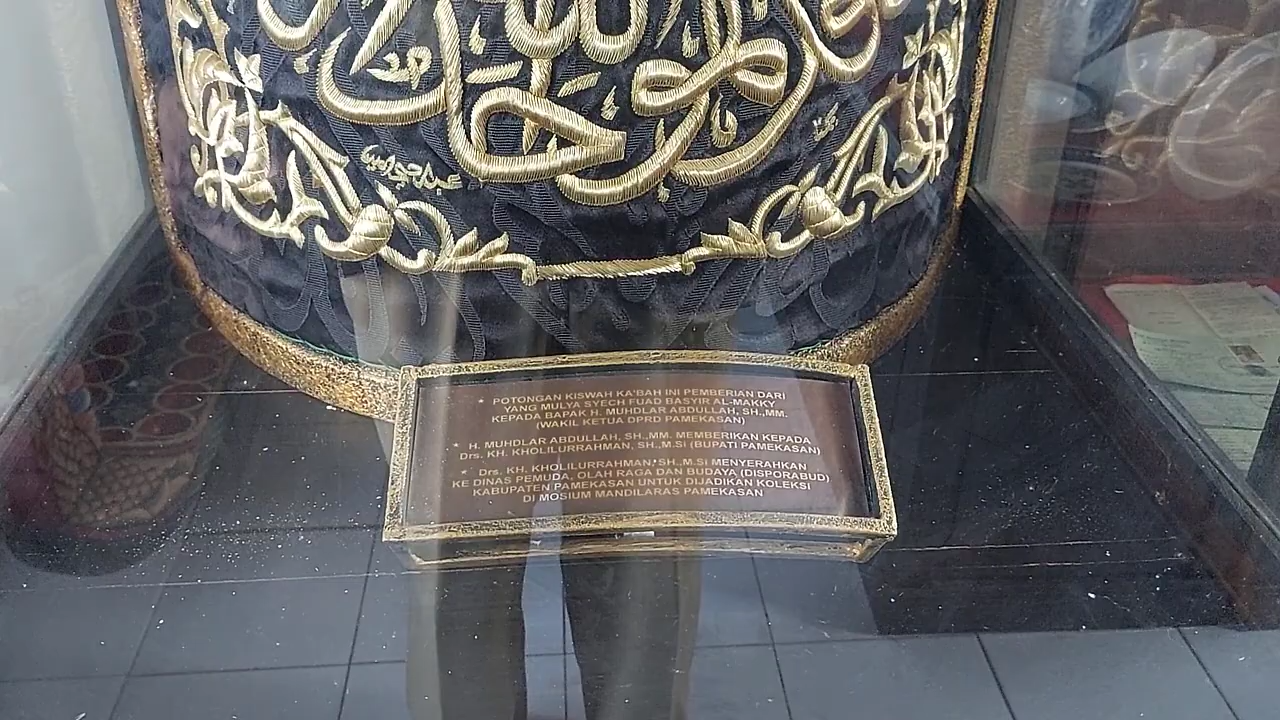 * POTONGAN KISWAH KA'BAH INI PEMBERIAN DARI
YANG MULYA SYECH FUAD BASYIR AL-MAKKY
KEPADA BAPAK H. MUHDLAR ABDULLAH, SH.,MM.
(WAKIL KETUA DPRD PAMEKASAN)
* H. MUHDLAR ABDULLAH, SH.,MM. MEMBERIKAN KEPADA
Drs. KH. KHOLILURRAHMAN, SH.,M.Si (BUPATI PAMEKASAN)
* Drs. KH. KHOLILURRAHMAN, SH.,M.SI MENYERAHKAN
KE DINAS PEMUDA, OLAH RAGA DAN BUDAYA (DISPORABUD)
KABUPATEN PAMEKASAN UNTUK DIJADIKAN KOLEKSI
DI MOSIUM MANDILARAS PAMEKASAN